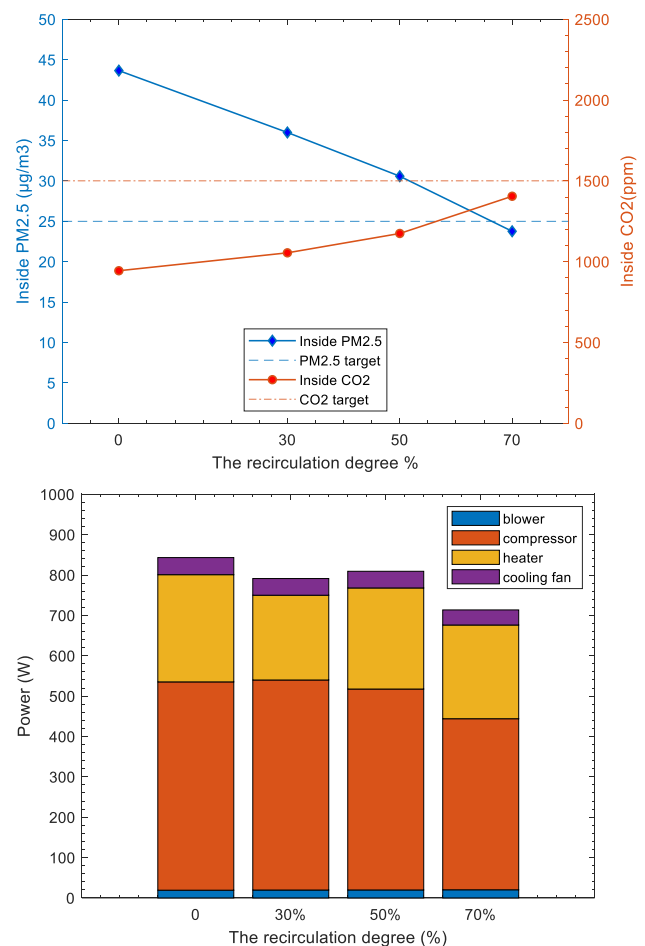 50
45
40
35
30
25
20
15
10
5
0
Inside PM2.5 (µg/m3)
2500
2000
1500
1000
500
0
Inside CO2(ppm)
Inside PM2.5
PM2.5 target
Inside CO2
CO2 target
0 30 50 70
The recirculation degree %
1000
900
800
700
600
500
400
300
200
100
0
Power (W)
blower
compressor
heater
cooling fan
0 30% 50% 70%
The recirculation degree (%)